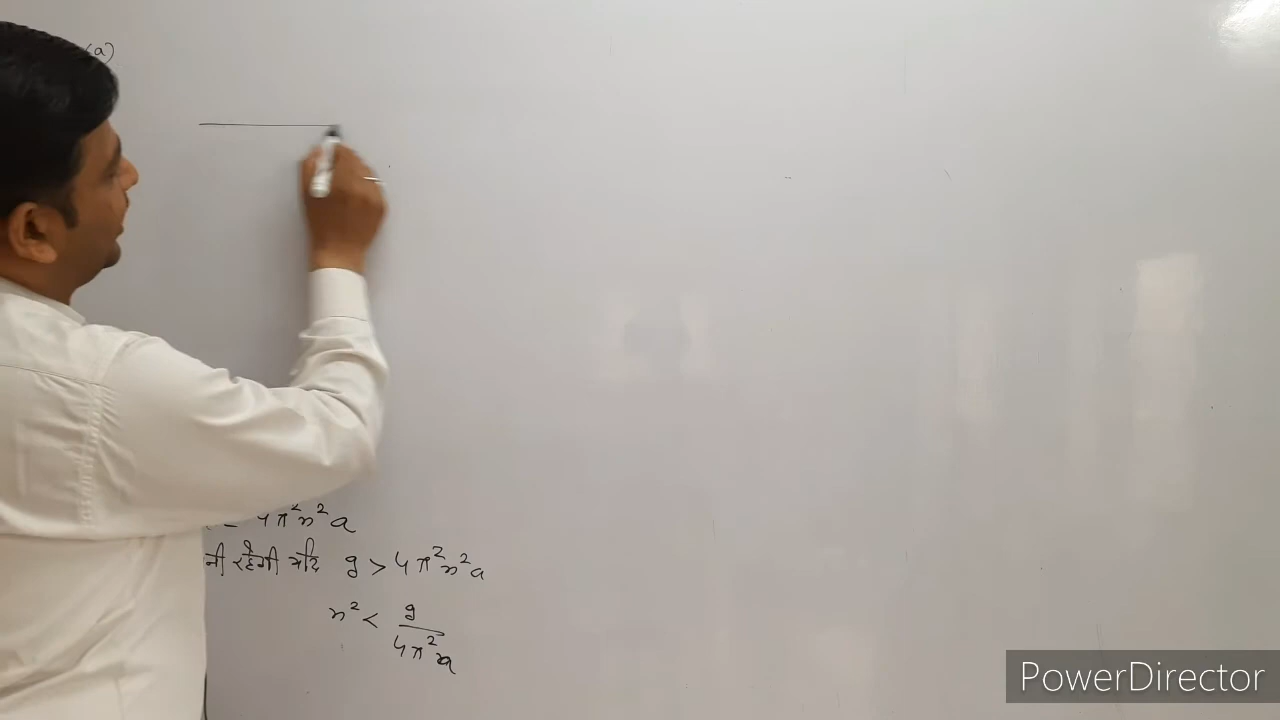 (a)
= 4π²n²a
नी रहेगी यदि g > 4π²n²a
n² < g / 4π²a
PowerDirector